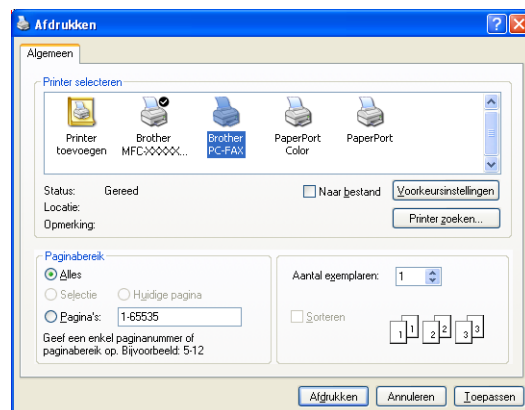 Afdrukken
Algemeen
Printer selecteren
Printer toevoegen
Brother MFC-XXXXX...
Brother PC-FAX
PaperPort Color
PaperPort
Status: Gereed
Locatie:
Opmerking:
Naar bestand
Voorkeursinstellingen
Printer zoeken...
Paginabereik
Alles
Selectie
Huidige pagina
Pagina's: 1-65535
Geef een enkel paginanummer of
paginabereik op. Bijvoorbeeld: 5-12
Aantal exemplaren: 1
Sorteren
1 1 2 2 3 3
Afdrukken
Annuleren
Toepassen